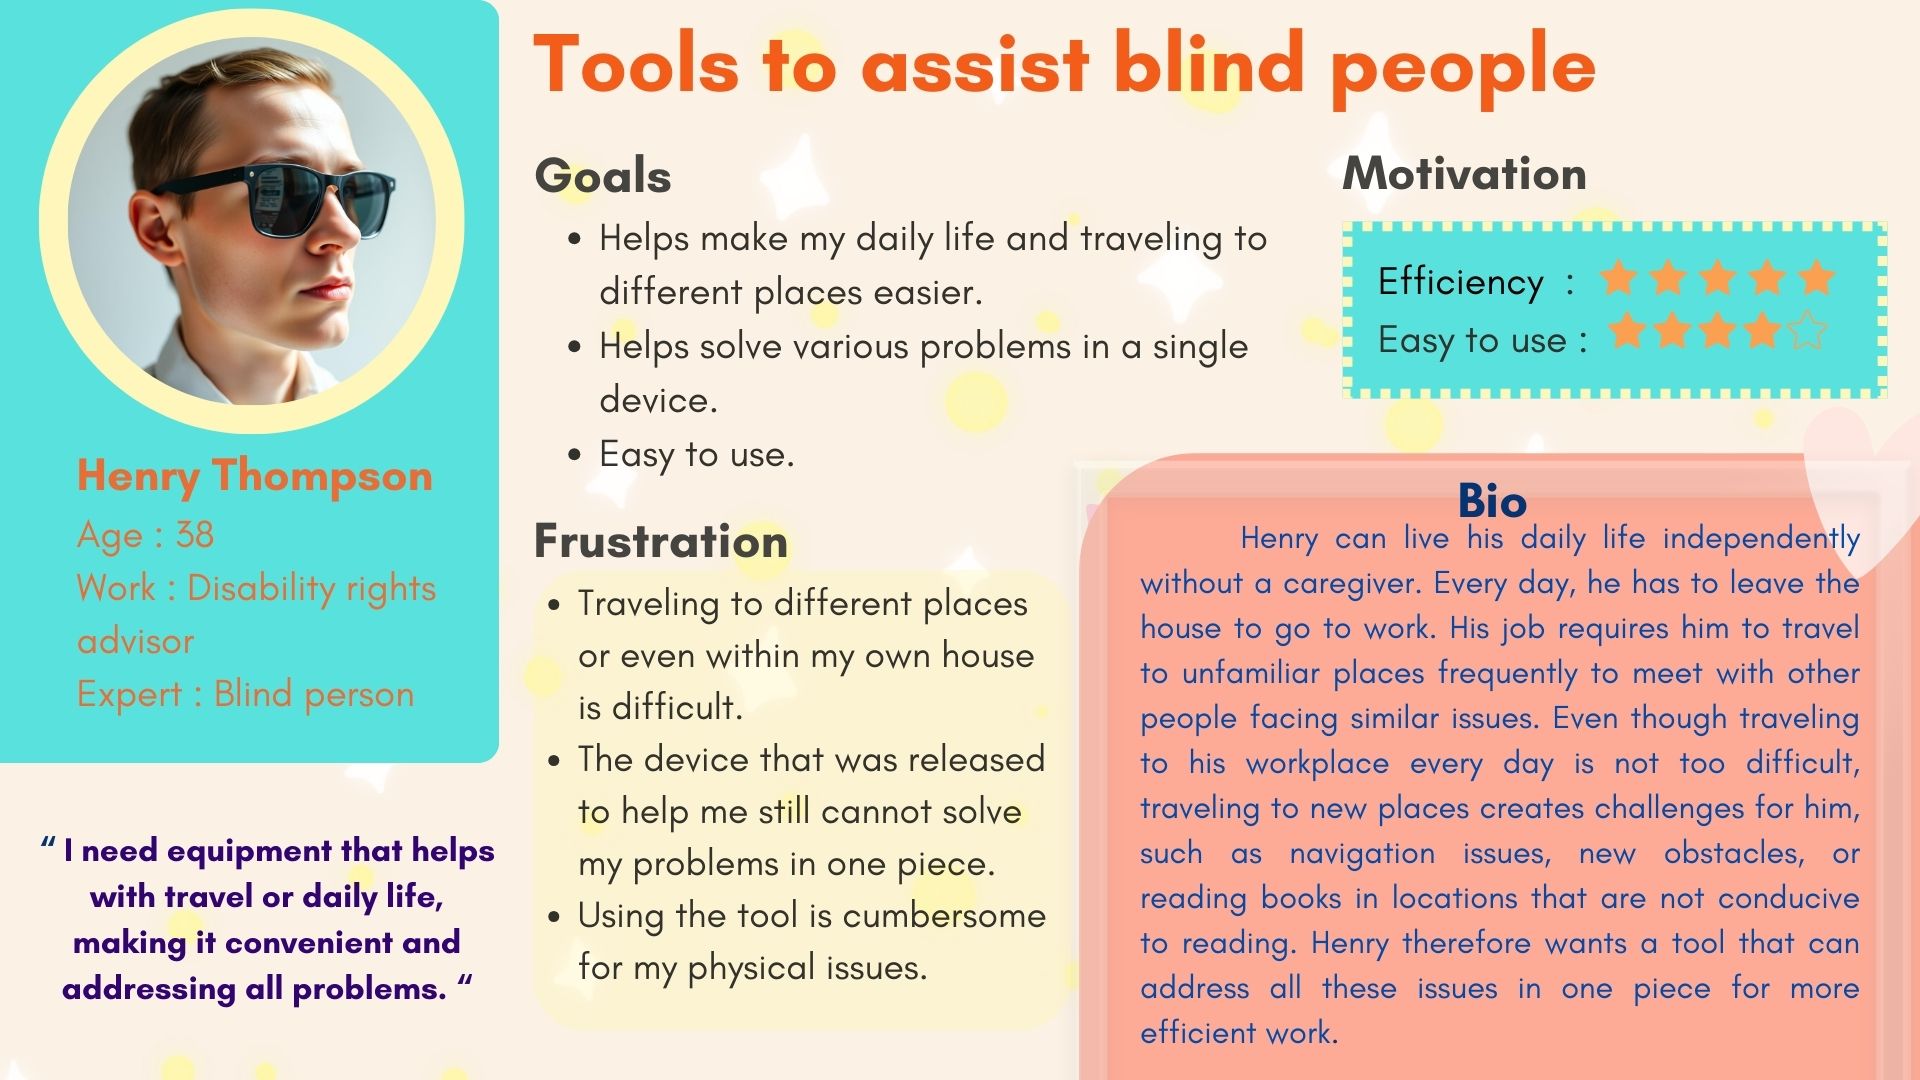 Tools to assist blind people
Henry Thompson
Age : 38
Work : Disability rights
advisor
Expert : Blind person
“ I need equipment that helps
with travel or daily life,
making it convenient and
addressing all problems. “
Goals
• Helps make my daily life and traveling to
different places easier.
• Helps solve various problems in a single
device.
• Easy to use.
Frustration
• Traveling to different places
or even within my own house
is difficult.
• The device that was released
to help me still cannot solve
my problems in one piece.
• Using the tool is cumbersome
for my physical issues.
Motivation
Efficiency :
Easy to use :
Bio
Henry can live his daily life independently
without a caregiver. Every day, he has to leave the
house to go to work. His job requires him to travel
to unfamiliar places frequently to meet with other
people facing similar issues. Even though traveling
to his workplace every day is not too difficult,
traveling to new places creates challenges for him,
such as navigation issues, new obstacles, or
reading books in locations that are not conducive
to reading. Henry therefore wants a tool that can
address all these issues in one piece for more
efficient work.